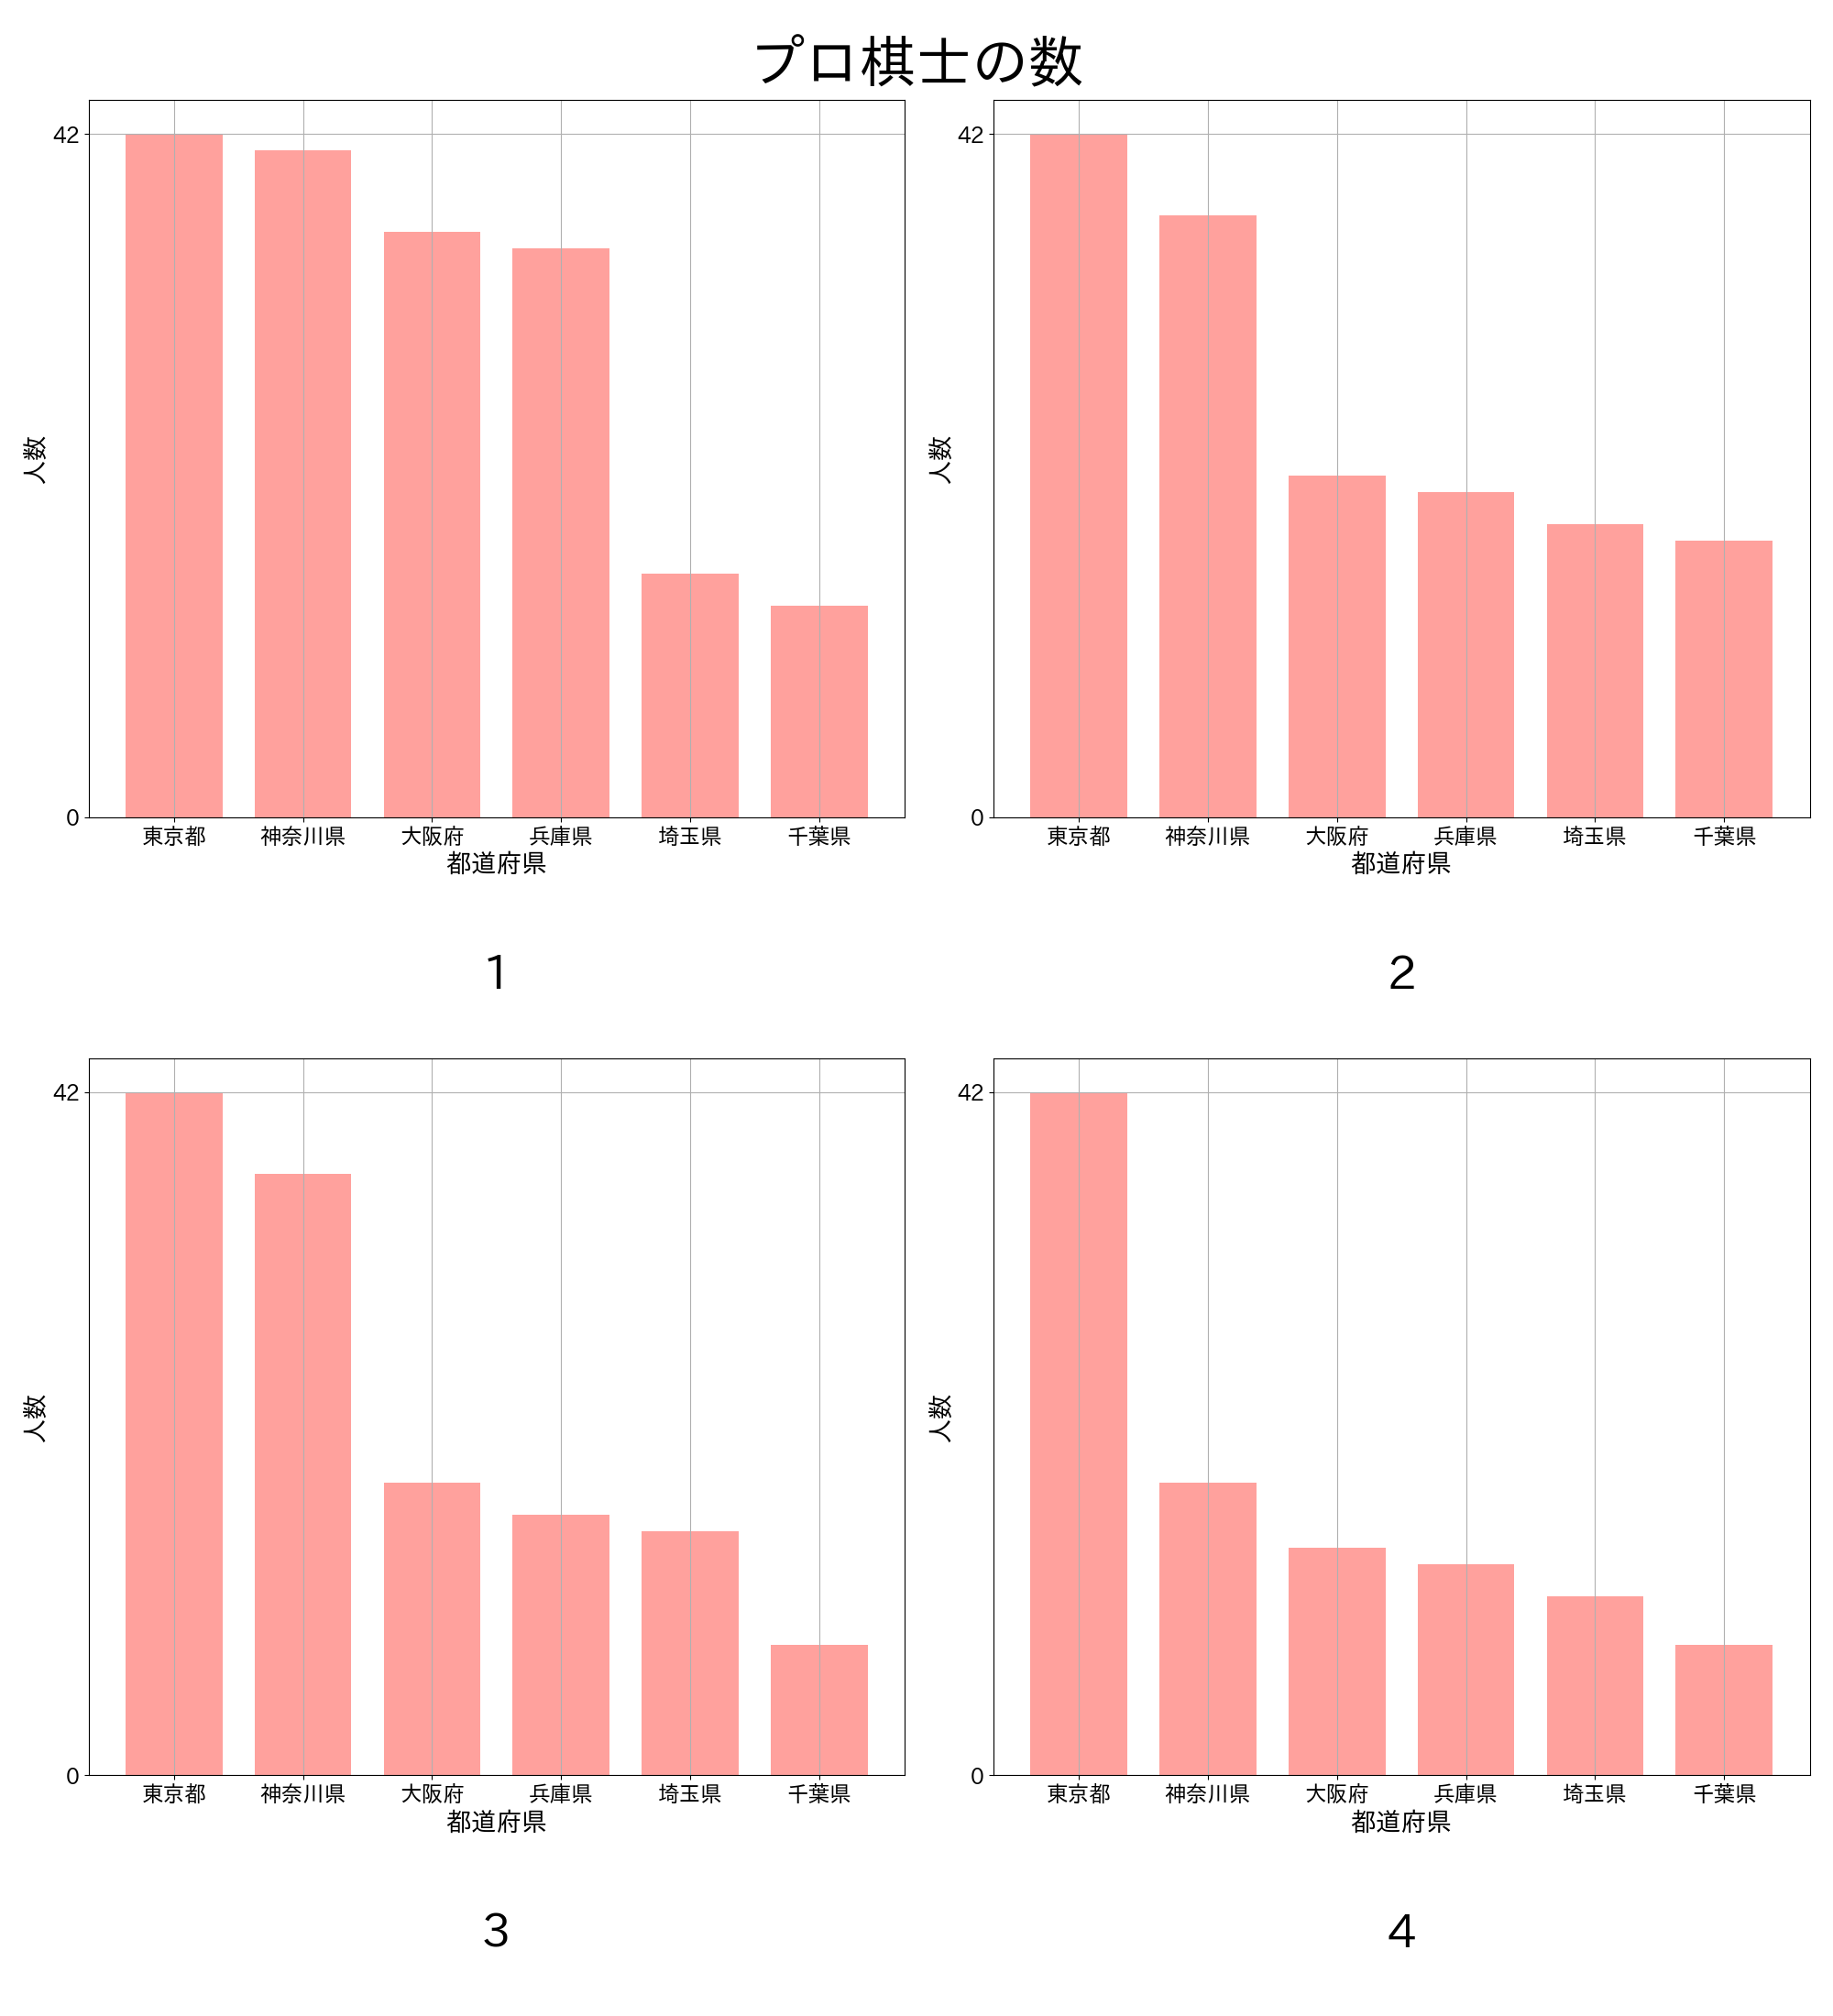 プロ棋士の数
42
0
人数
東京都 神奈川県 大阪府 兵庫県 埼玉県 千葉県
都道府県
1
42
0
人数
東京都 神奈川県 大阪府 兵庫県 埼玉県 千葉県
都道府県
2
42
0
人数
東京都 神奈川県 大阪府 兵庫県 埼玉県 千葉県
都道府県
3
42
0
人数
東京都 神奈川県 大阪府 兵庫県 埼玉県 千葉県
都道府県
4